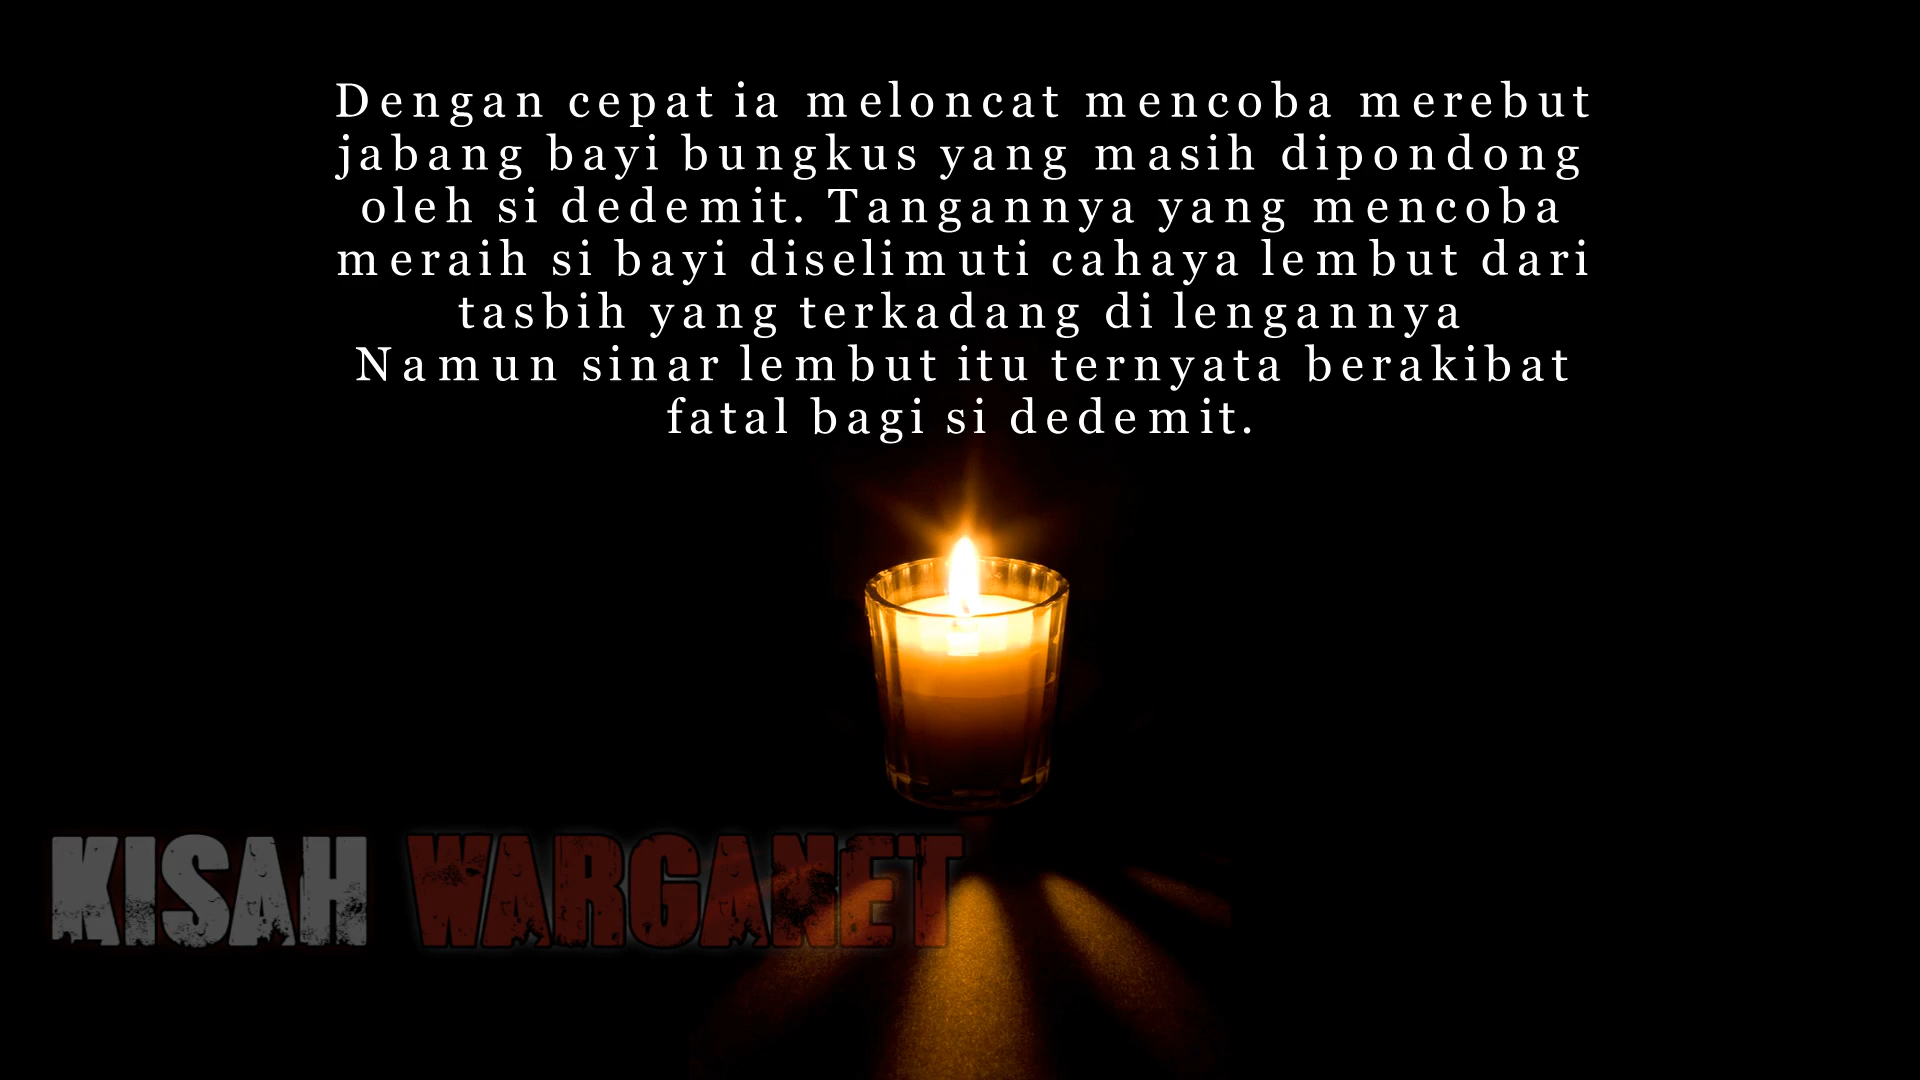 Dengan cepat ia meloncat mencoba merebut
jabang bayi bungkus yang masih dipondong
oleh si dedemit. Tangannya yang mencoba
meraih si bayi diselimuti cahaya lembut dari
tasbih yang terkadang di lengannya
Namun sinar lembut itu ternyata berakibat
fatal bagi si dedemit.
KISAH WARGANET